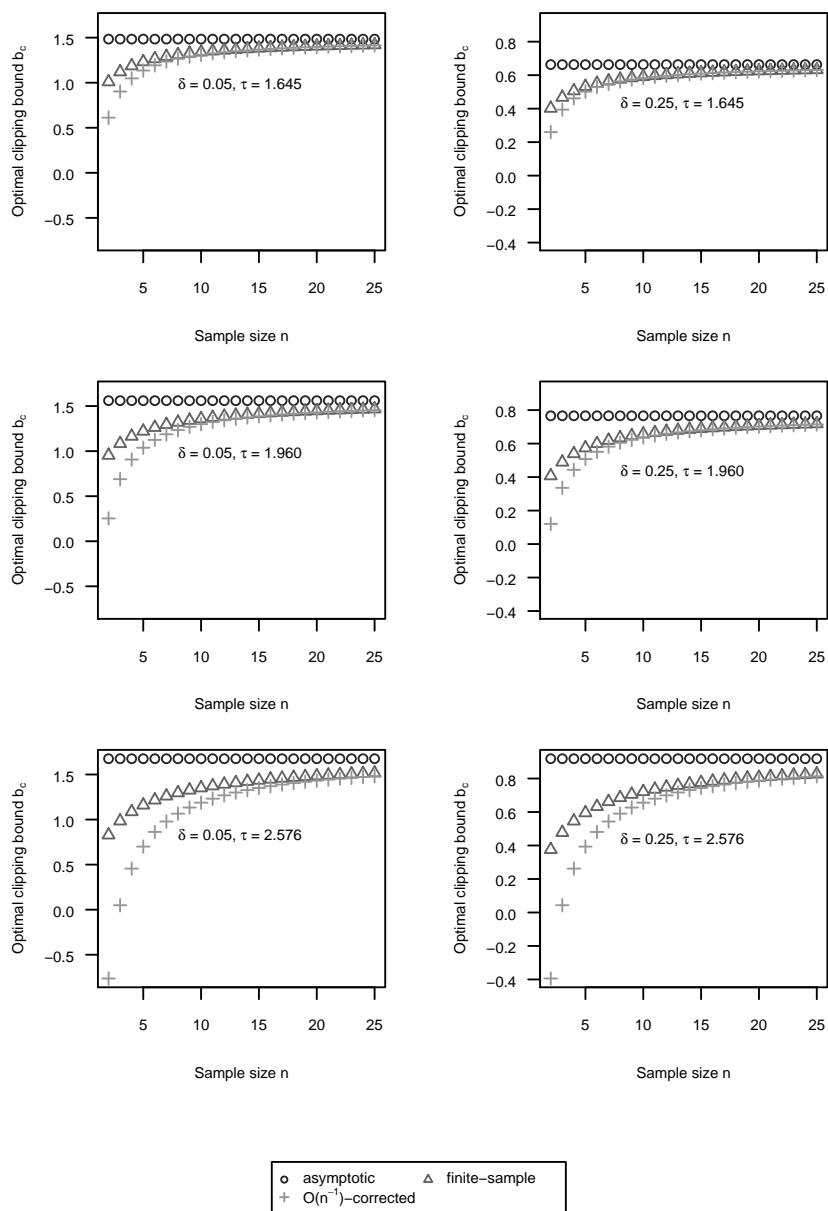 Optimal clipping bound b_c
1.5
1.0
0.5
0.0
−0.5
δ = 0.05, τ = 1.645
5 10 15 20 25
Sample size n
Optimal clipping bound b_c
0.8
0.6
0.4
0.2
0.0
−0.2
−0.4
δ = 0.25, τ = 1.645
5 10 15 20 25
Sample size n
Optimal clipping bound b_c
1.5
1.0
0.5
0.0
−0.5
δ = 0.05, τ = 1.960
5 10 15 20 25
Sample size n
Optimal clipping bound b_c
0.8
0.6
0.4
0.2
0.0
−0.2
−0.4
δ = 0.25, τ = 1.960
5 10 15 20 25
Sample size n
Optimal clipping bound b_c
1.5
1.0
0.5
0.0
−0.5
δ = 0.05, τ = 2.576
5 10 15 20 25
Sample size n
Optimal clipping bound b_c
0.8
0.6
0.4
0.2
0.0
−0.2
−0.4
δ = 0.25, τ = 2.576
5 10 15 20 25
Sample size n
asymptotic finite−sample
O(n⁻¹)−corrected